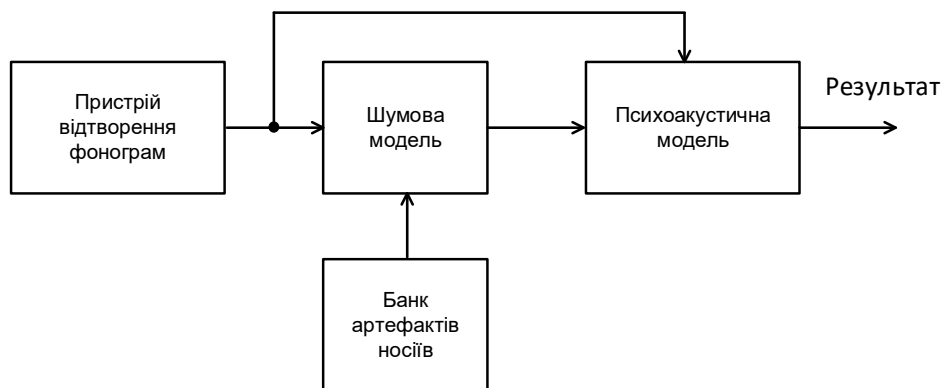 Пристрій
відтворення
фонограм
Шумова
модель
Психоакустична
модель
Результат
Банк
артефактів
носіїв